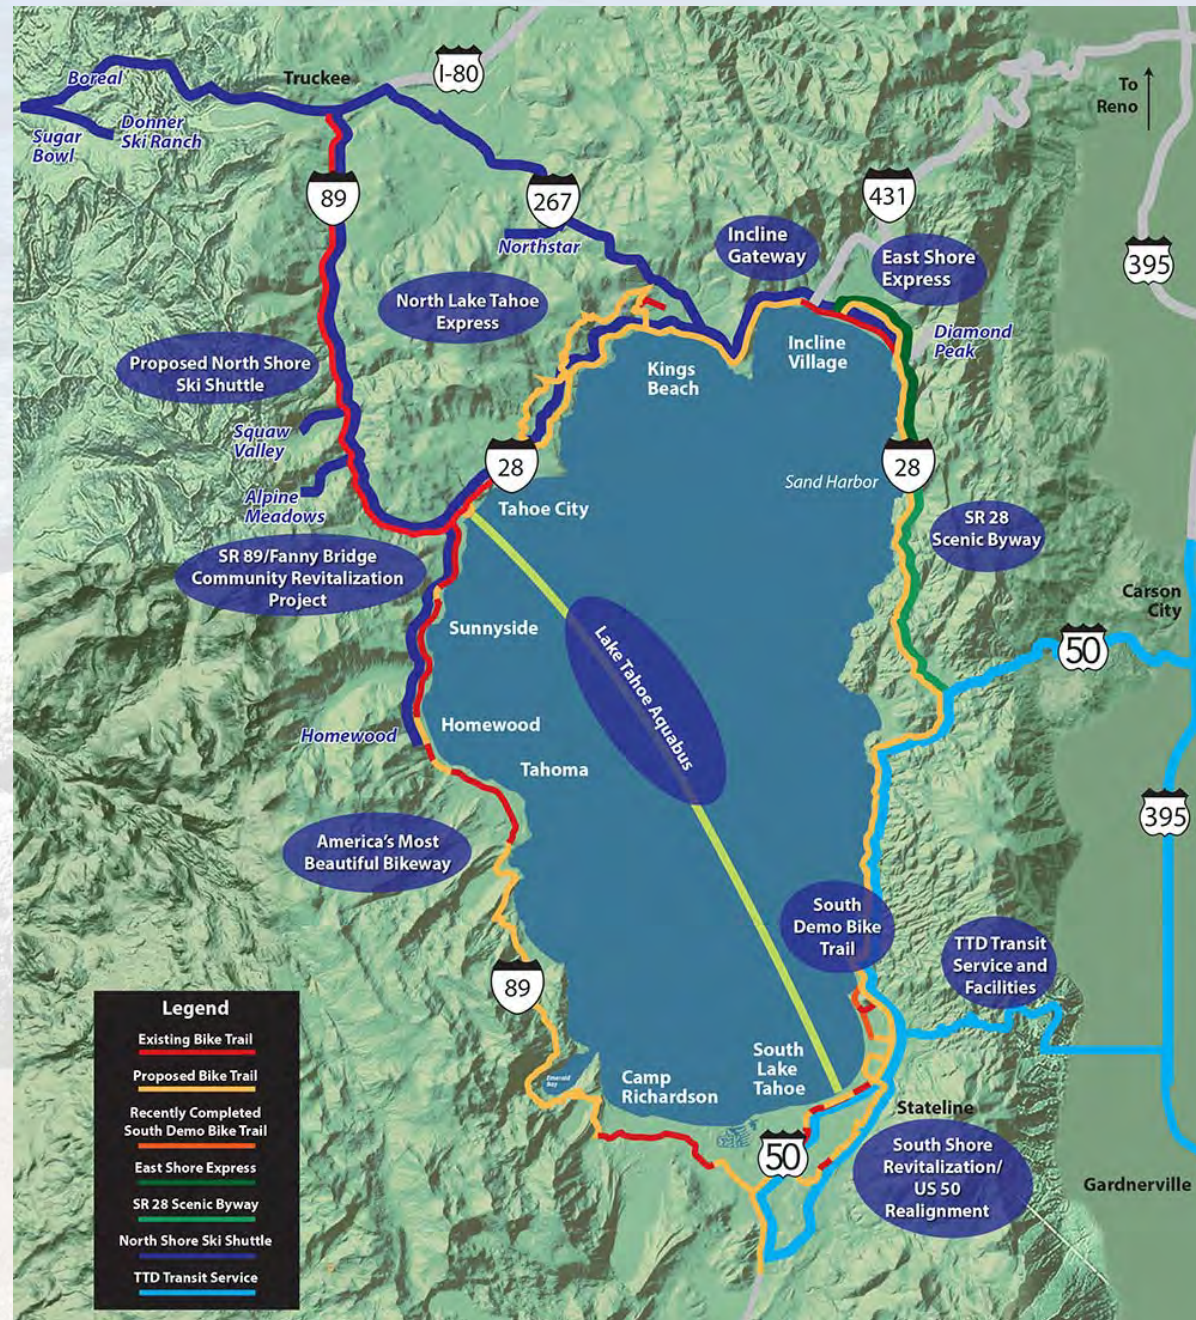 Boreal
Truckee
I-80
To
Reno
Sugar
Bowl
Donner
Ski Ranch
89
267
431
Northstar
Incline
Gateway
East Shore
Express
395
North Lake Tahoe
Express
Diamond
Peak
Incline
Village
Proposed North Shore
Ski Shuttle
Kings
Beach
Squaw
Valley
28
28
Sand Harbor
Alpine
Meadows
Tahoe City
SR 28
Scenic Byway
SR 89/Fanny Bridge
Community Revitalization
Project
Carson
City
Sunnyside
Lake Tahoe Aquabus
50
Homewood
Homewood
Tahoma
395
America's Most
Beautiful Bikeway
South
Demo Bike
Trail
TTD Transit
Service and
Facilities
89
Emerald
Bay
Camp
Richardson
South
Lake
Tahoe
Stateline
50
South Shore
Revitalization/
US 50
Realignment
Gardnerville
Legend
Existing Bike Trail
Proposed Bike Trail
Recently Completed
South Demo Bike Trail
East Shore Express
SR 28 Scenic Byway
North Shore Ski Shuttle
TTD Transit Service